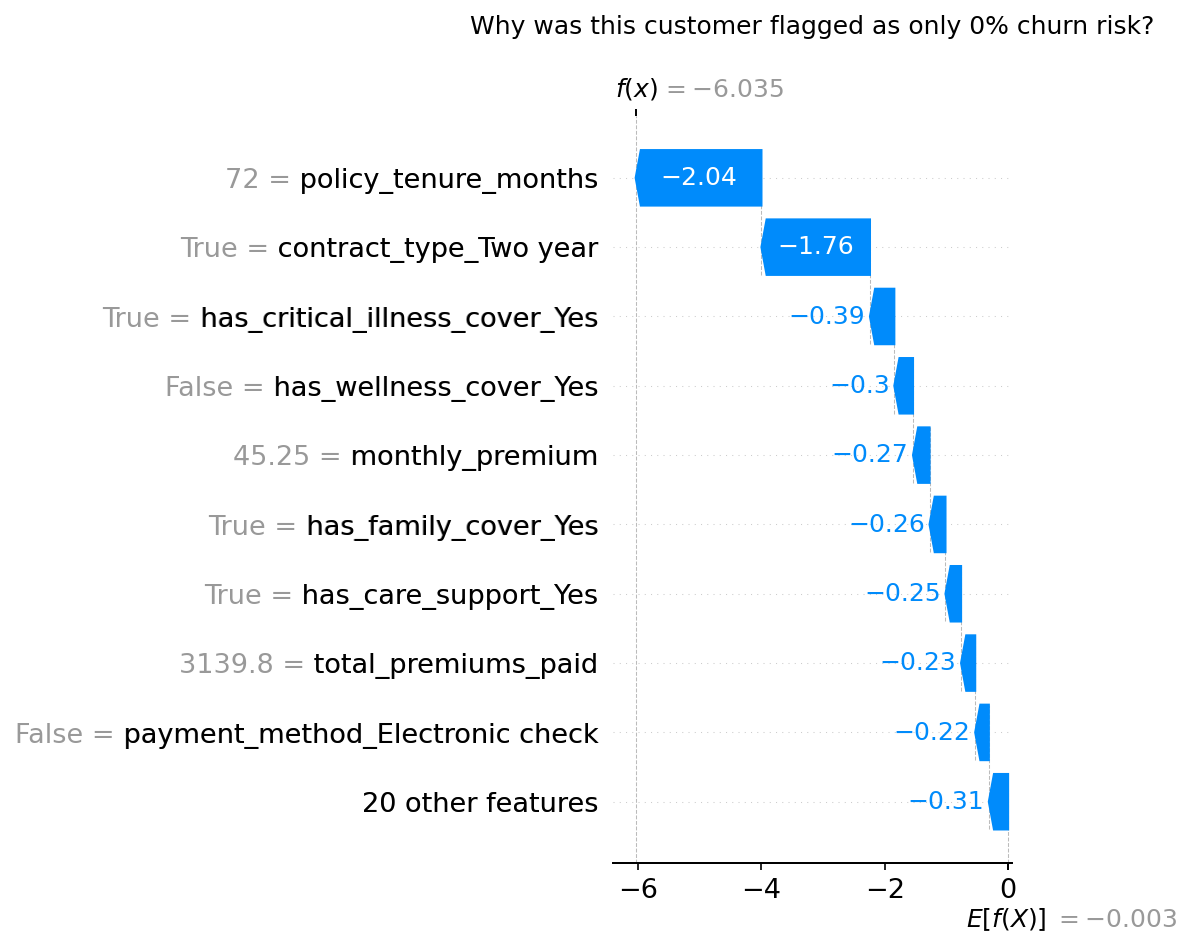 Why was this customer flagged as only 0% churn risk?
f(x) = −6.035
72 = policy_tenure_months
−2.04
True = contract_type_Two year
−1.76
True = has_critical_illness_cover_Yes
−0.39
False = has_wellness_cover_Yes
−0.3
45.25 = monthly_premium
−0.27
True = has_family_cover_Yes
−0.26
True = has_care_support_Yes
−0.25
3139.8 = total_premiums_paid
−0.23
False = payment_method_Electronic check
−0.22
20 other features
−0.31
−6 −4 −2 0
E[f(X)] = −0.003